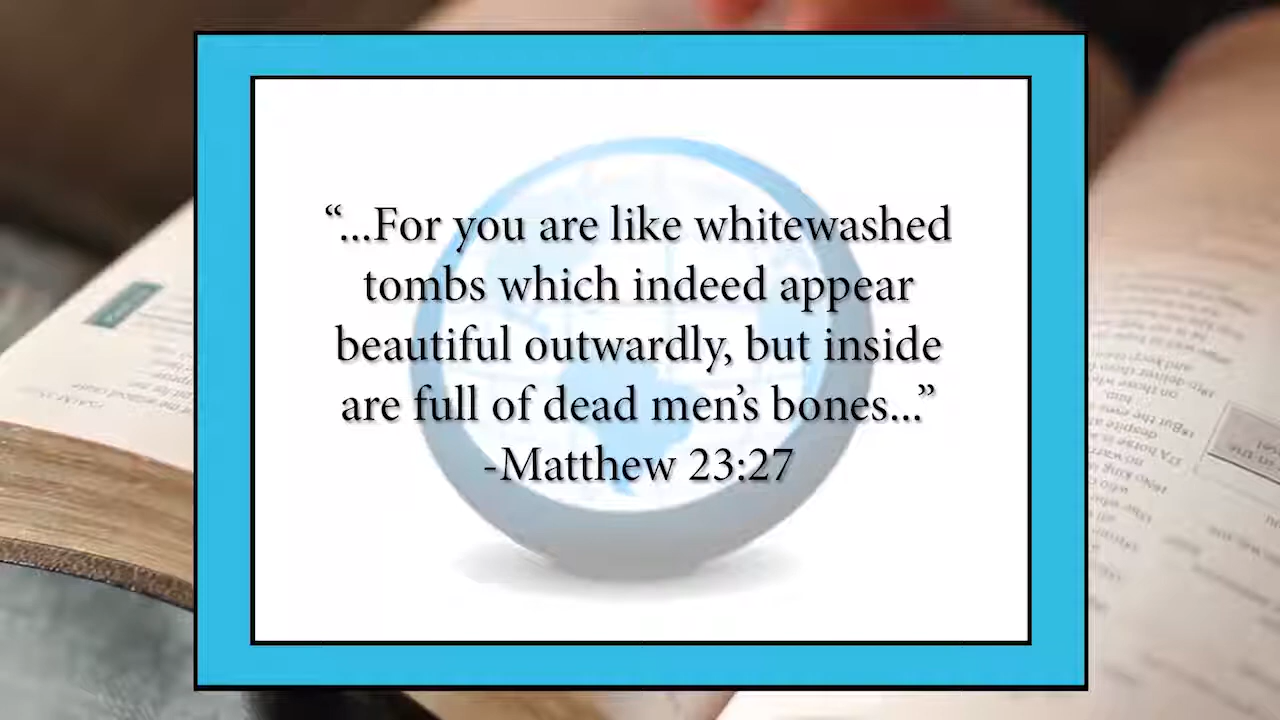 “...For you are like whitewashed
tombs which indeed appear
beautiful outwardly, but inside
are full of dead men’s bones...”
-Matthew 23:27